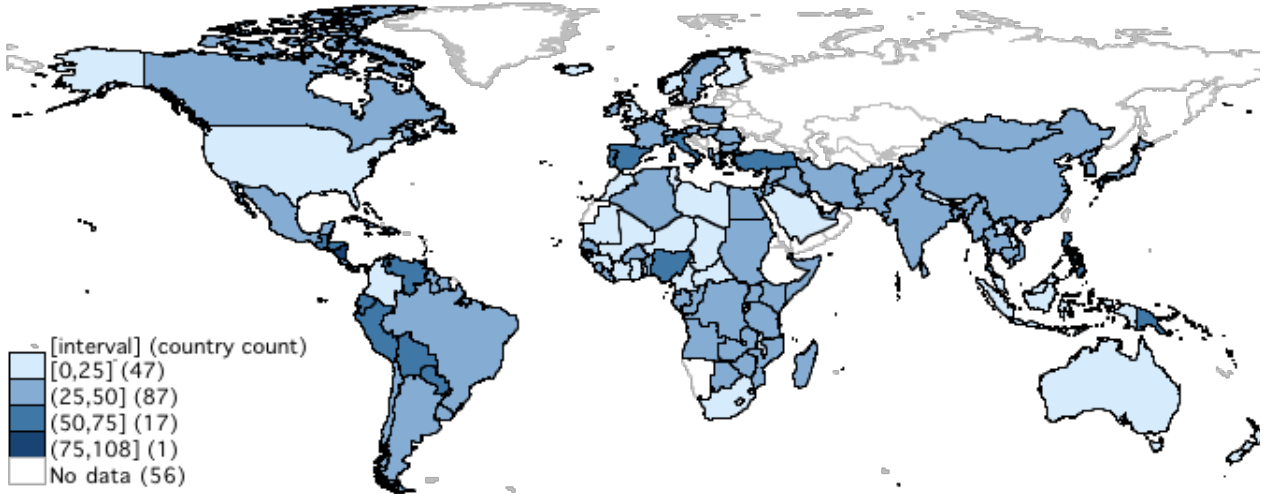 [interval] (country count)
[0,25] (47)
(25,50] (87)
(50,75] (17)
(75,108] (1)
No data (56)